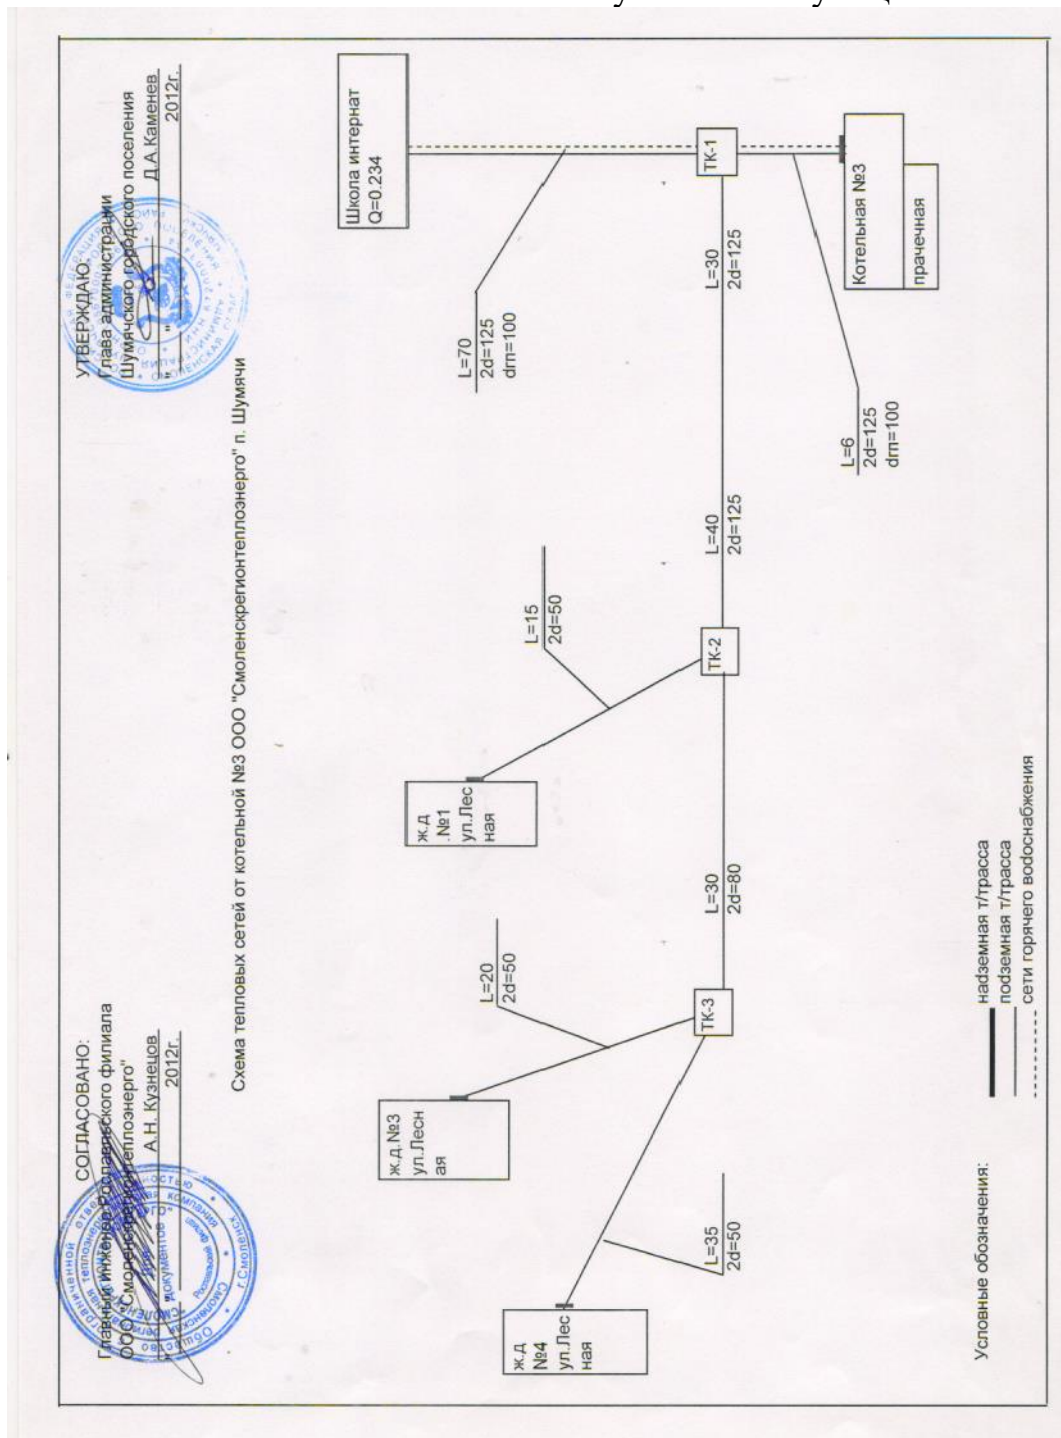 СОГЛАСОВАНО:
Главный инженер Рославльского филиала
ООО "Смоленскрегионтеплоэнерго"
А.Н. Кузнецов
2012г.
УТВЕРЖДАЮ:
Глава администрации
Шумячского городского поселения
Д.А.Каменев
"       "       2012г.
Схема тепловых сетей от котельной №3 ООО "Смоленскрегионтеплоэнерго" п. Шумячи
ж.д.№3
ул.Лесн
ая
L=20
2d=50
ж.д
№4
ул.Лес
ная
L=35
2d=50
ТК-3
L=30
2d=80
ж.д
.№1
ул.Лес
ная
L=15
2d=50
ТК-2
L=40
2d=125
L=30
2d=125
ТК-1
Школа интернат
Q=0.234
L=70
2d=125
dгп=100
L=6
2d=125
dгп=100
Котельная №3
прачечная
Условные обозначения:
надземная т/трасса
подземная т/трасса
сети горячего водоснабжения